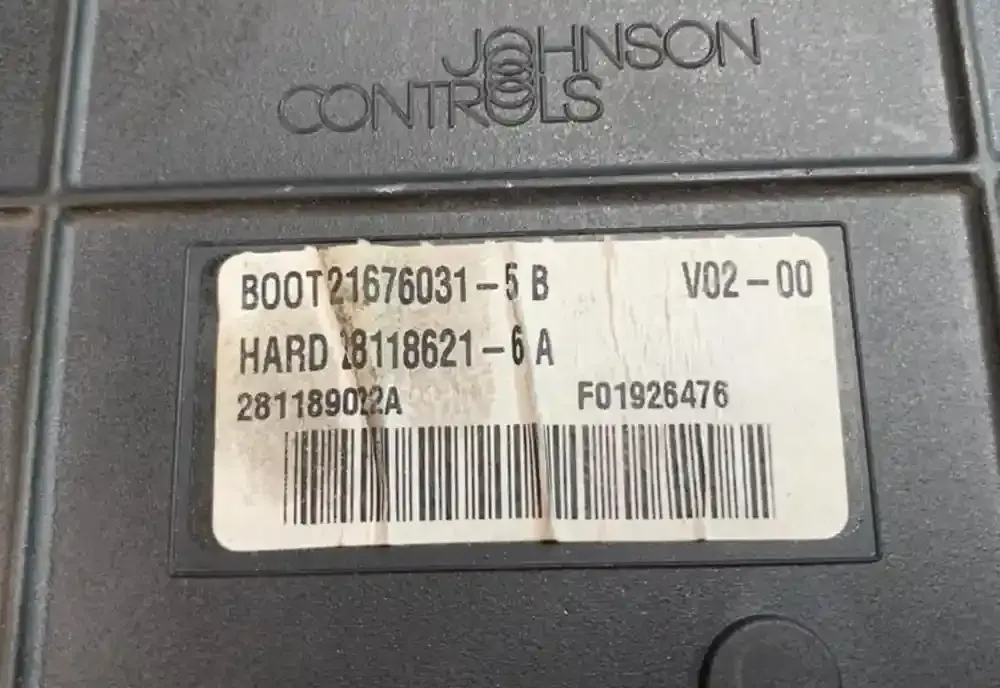 JOHNSON
CONTROLS
BOOT 21676031-5 B V02-00
HARD 28118621-6 A
281189022A F01926476